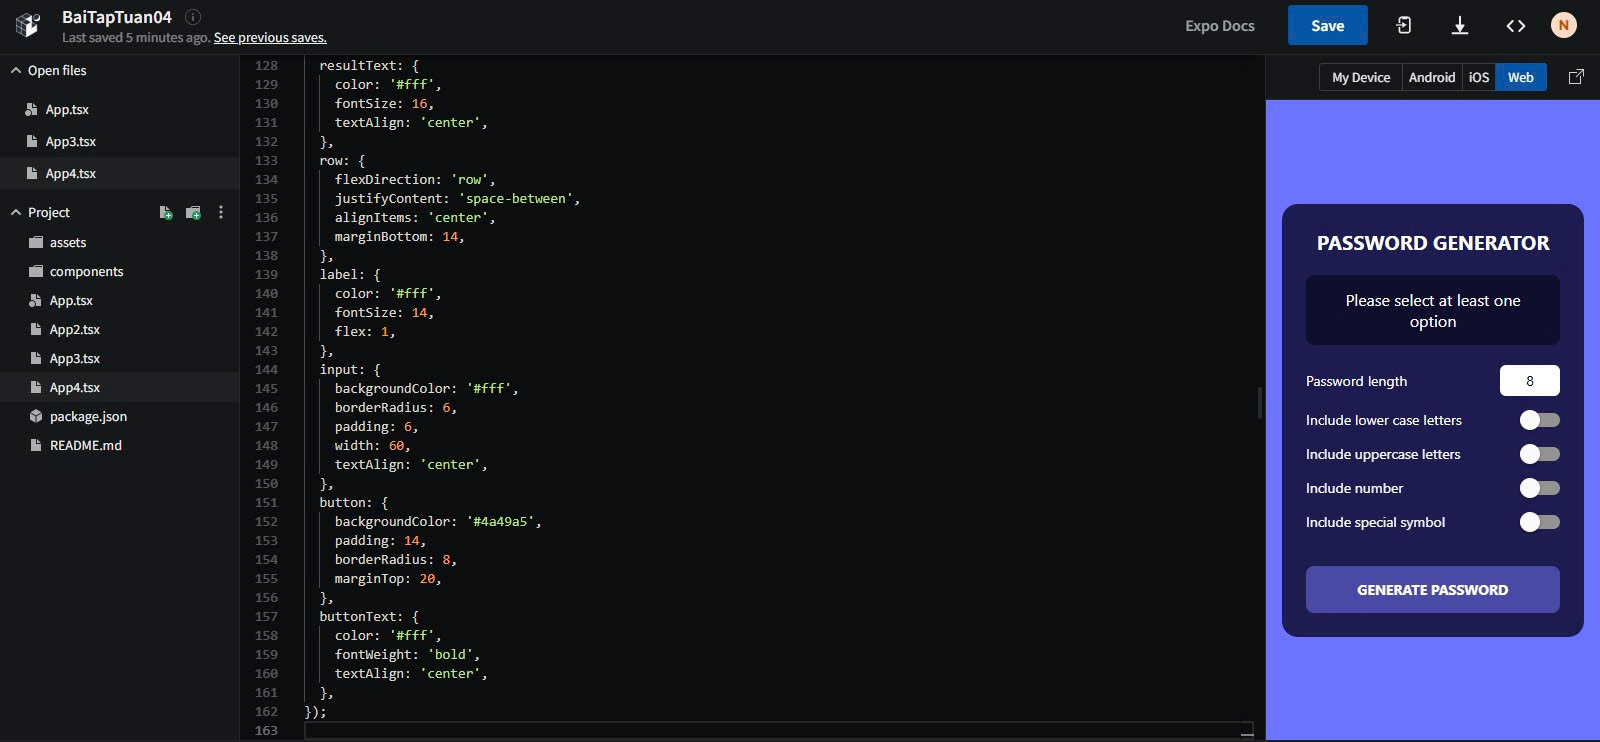 BaiTapTuan04
Last saved 5 minutes ago. See previous saves.
Expo Docs
Save
N
Open files
App.tsx
App3.tsx
App4.tsx
Project
assets
components
App.tsx
App2.tsx
App3.tsx
App4.tsx
package.json
README.md
128 resultText: {
129 color: '#fff',
130 fontSize: 16,
131 textAlign: 'center',
132 },
133 row: {
134 flexDirection: 'row',
135 justifyContent: 'space-between',
136 alignItems: 'center',
137 marginBottom: 14,
138 },
139 label: {
140 color: '#fff',
141 fontSize: 14,
142 flex: 1,
143 },
144 input: {
145 backgroundColor: '#fff',
146 borderRadius: 6,
147 padding: 6,
148 width: 60,
149 textAlign: 'center',
150 },
151 button: {
152 backgroundColor: '#4a49a5',
153 padding: 14,
154 borderRadius: 8,
155 marginTop: 20,
156 },
157 buttonText: {
158 color: '#fff',
159 fontWeight: 'bold',
160 textAlign: 'center',
161 },
162 });
163
My Device Android iOS Web
PASSWORD GENERATOR
Please select at least one
option
Password length 8
Include lower case letters
Include uppercase letters
Include number
Include special symbol
GENERATE PASSWORD